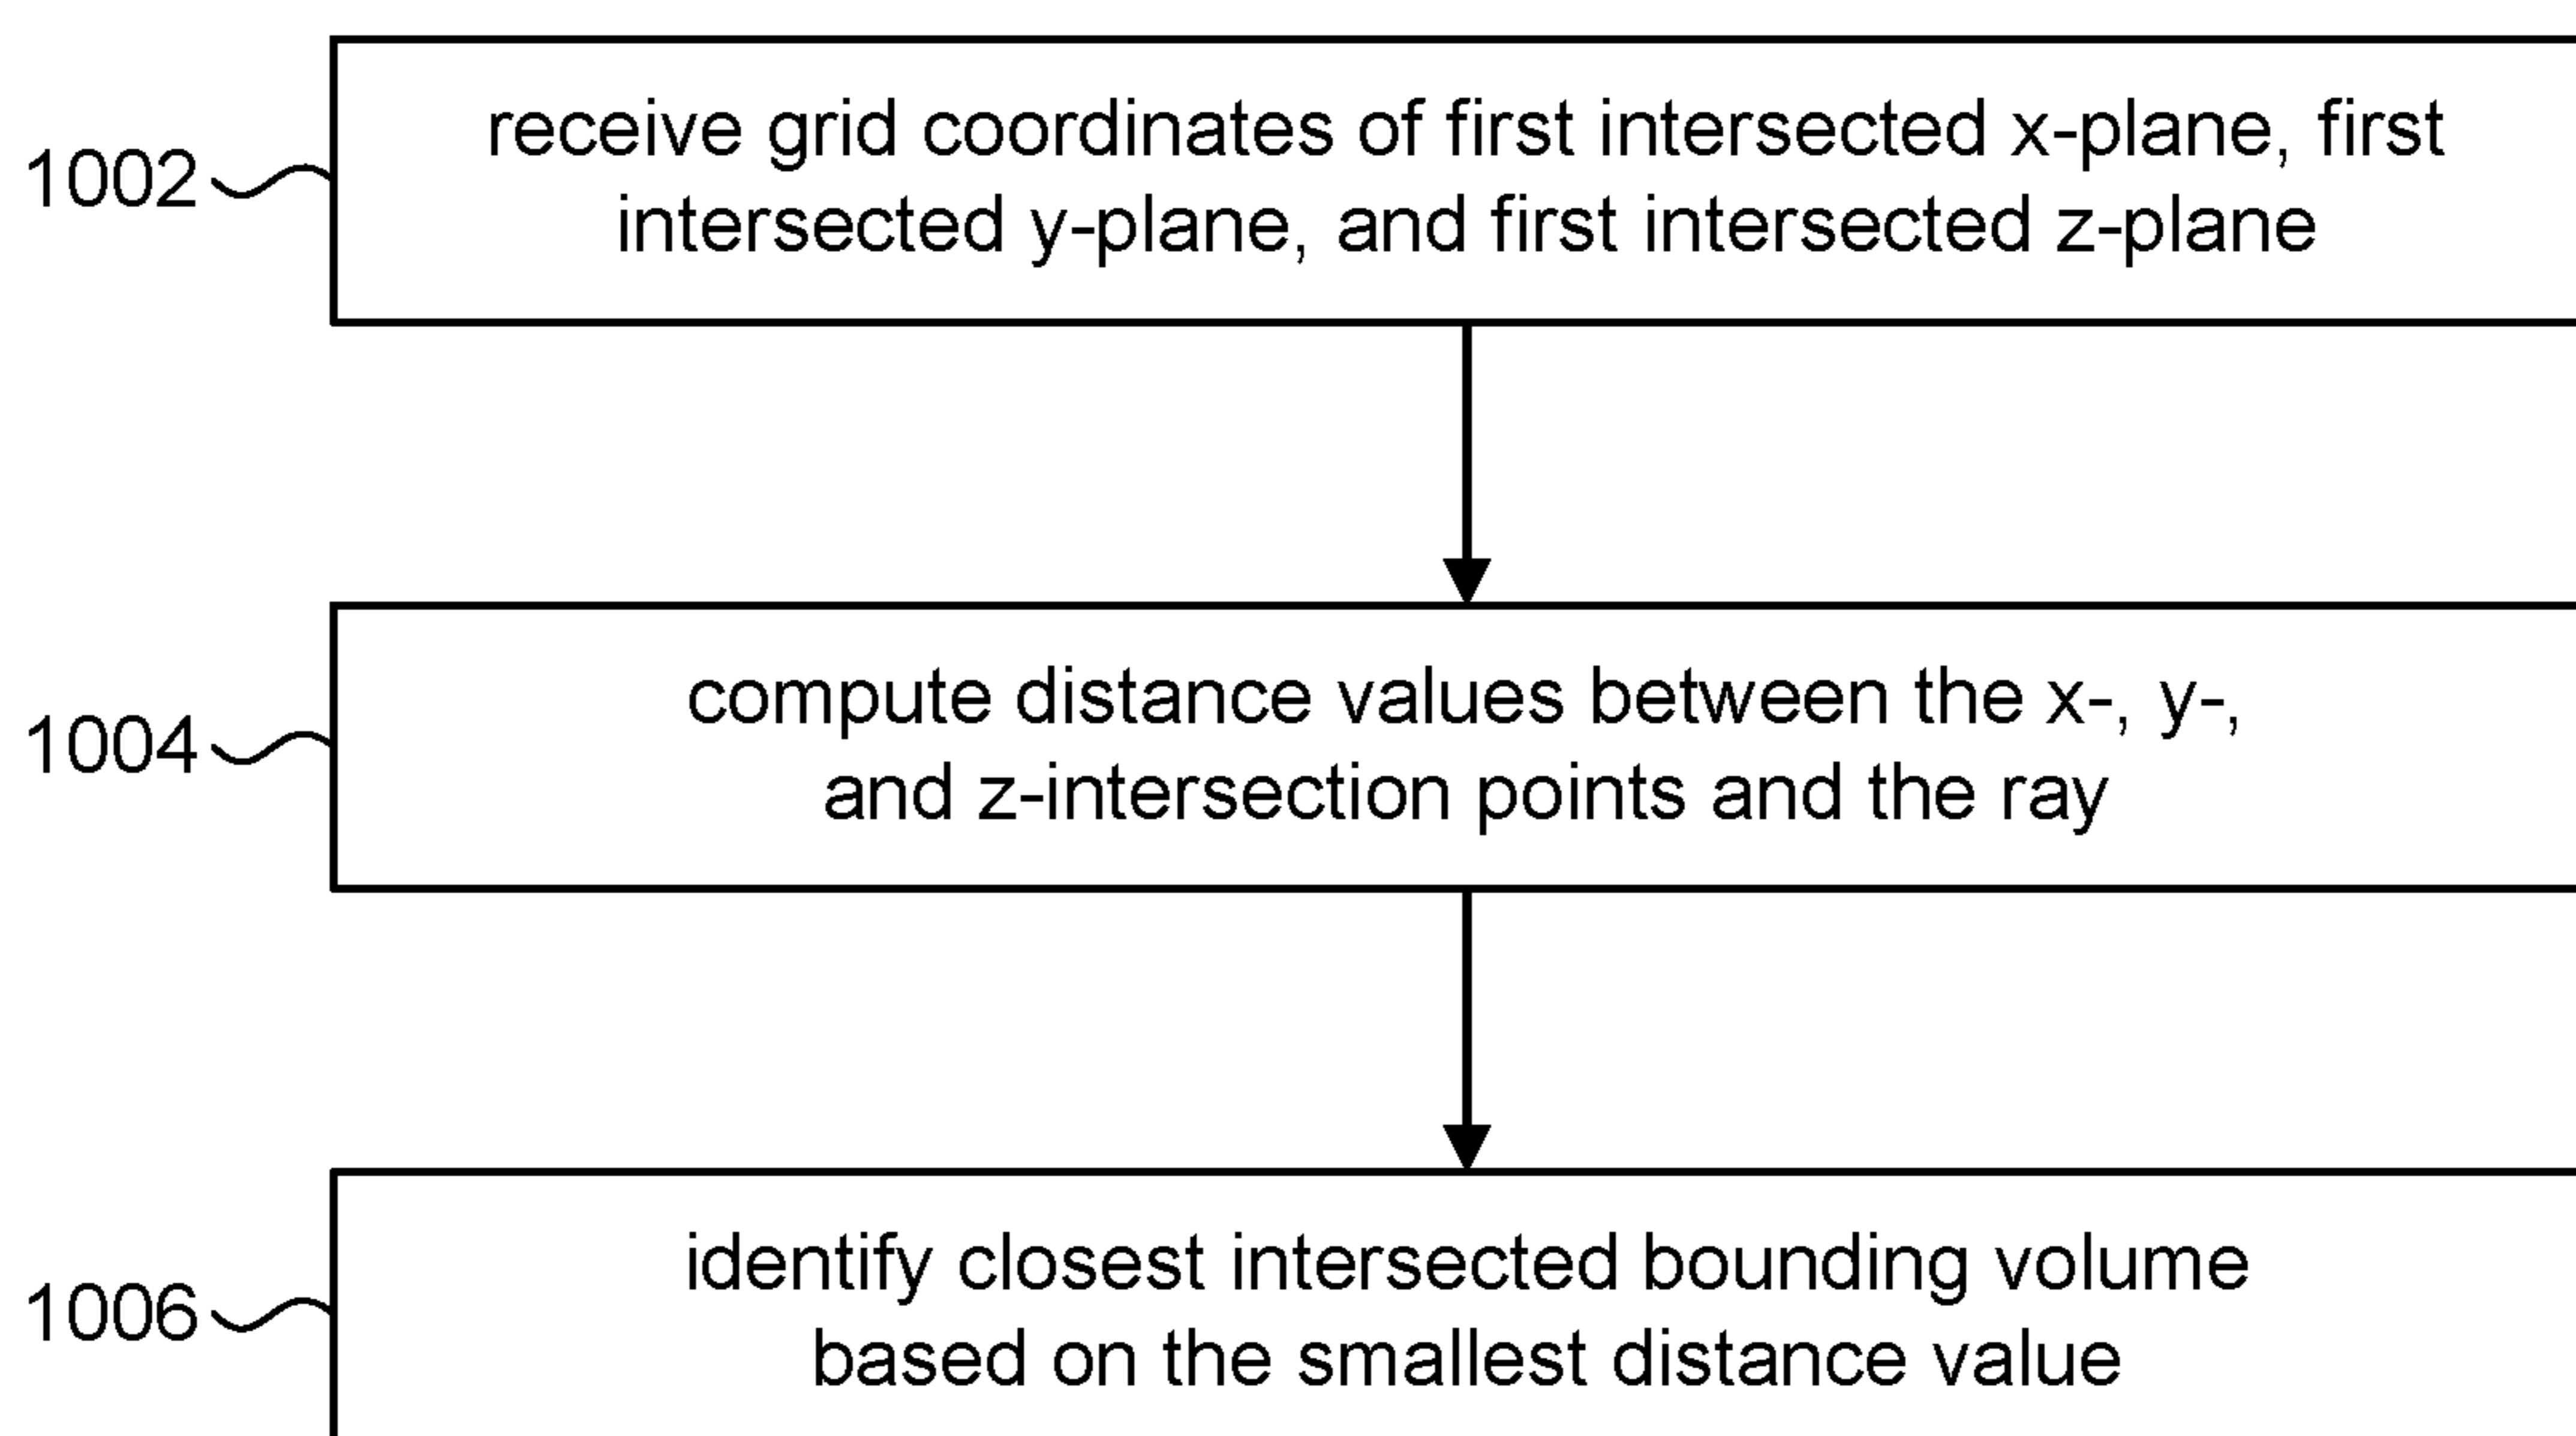 1002
receive grid coordinates of first intersected x-plane, first
intersected y-plane, and first intersected z-plane
1004
compute distance values between the x-, y-,
and z-intersection points and the ray
1006
identify closest intersected bounding volume
based on the smallest distance value